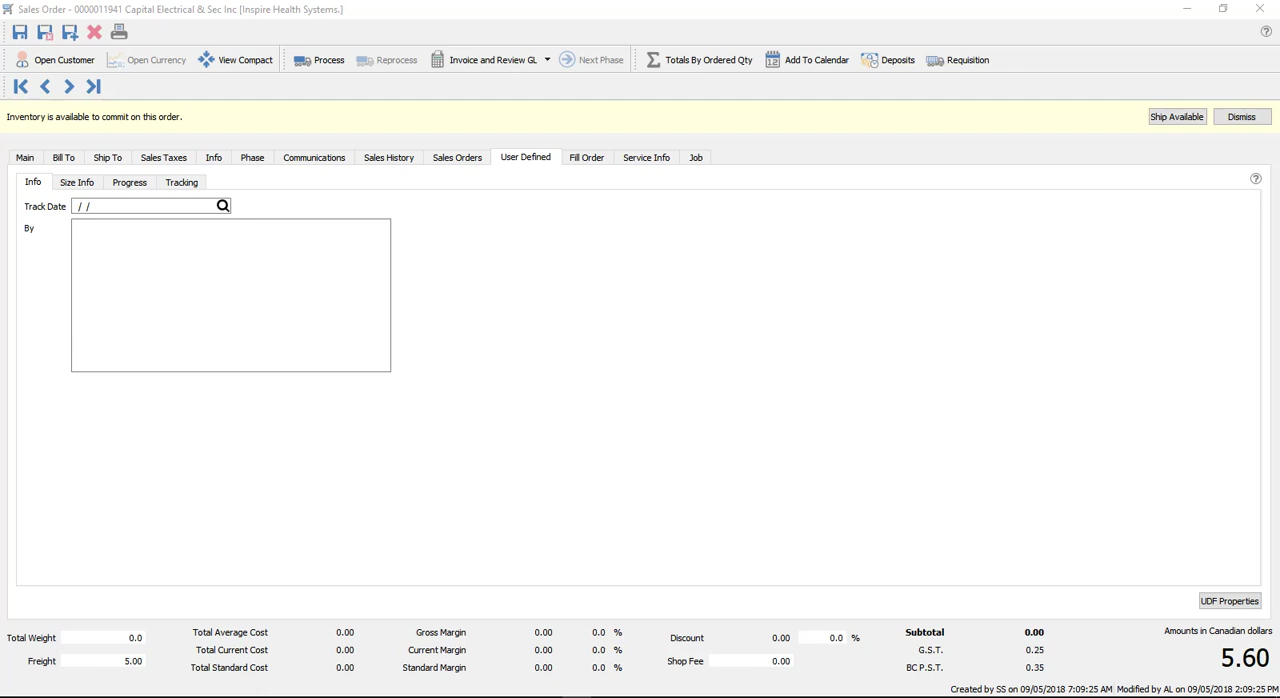 Sales Order - 0000011941 Capital Electrical & Sec Inc [Inspire Health Systems.]
Open Customer Open Currency View Compact Process Reprocess Invoice and Review GL Next Phase Totals By Ordered Qty Add To Calendar Deposits Requisition
Inventory is available to commit on this order. Ship Available Dismiss
Main Bill To Ship To Sales Taxes Info Phase Communications Sales History Sales Orders User Defined Fill Order Service Info Job
Info Size Info Progress Tracking
Track Date / /
By
UDF Properties
Total Weight 0.0 Total Average Cost 0.00 Gross Margin 0.00 0.0 % Discount 0.00 0.0 % Subtotal 0.00 Amounts in Canadian dollars
Total Current Cost 0.00 Current Margin 0.00 0.0 % G.S.T. 0.25 5.60
Freight 5.00 Total Standard Cost 0.00 Standard Margin 0.00 0.0 % Shop Fee 0.00 BC P.S.T. 0.35
Created by SS on 09/05/2018 7:09:25 AM Modified by AL on 09/05/2018 2:09:25 PM